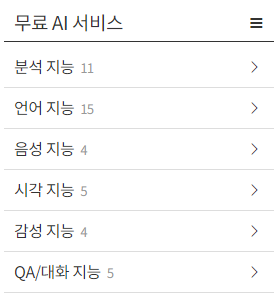 무료 AI 서비스
분석 지능 11
언어 지능 15
음성 지능 4
시각 지능 5
감성 지능 4
QA/대화 지능 5